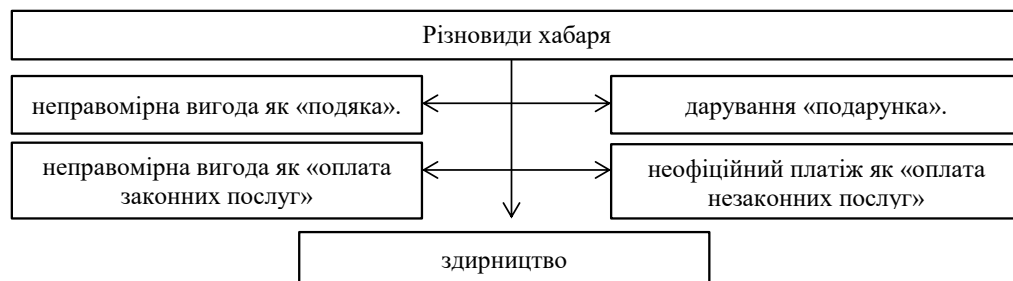 Різновиди хабаря
неправомірна вигода як «подяка».
дарування «подарунка».
неправомірна вигода як «оплата
законних послуг»
неофіційний платіж як «оплата
незаконних послуг»
здирництво